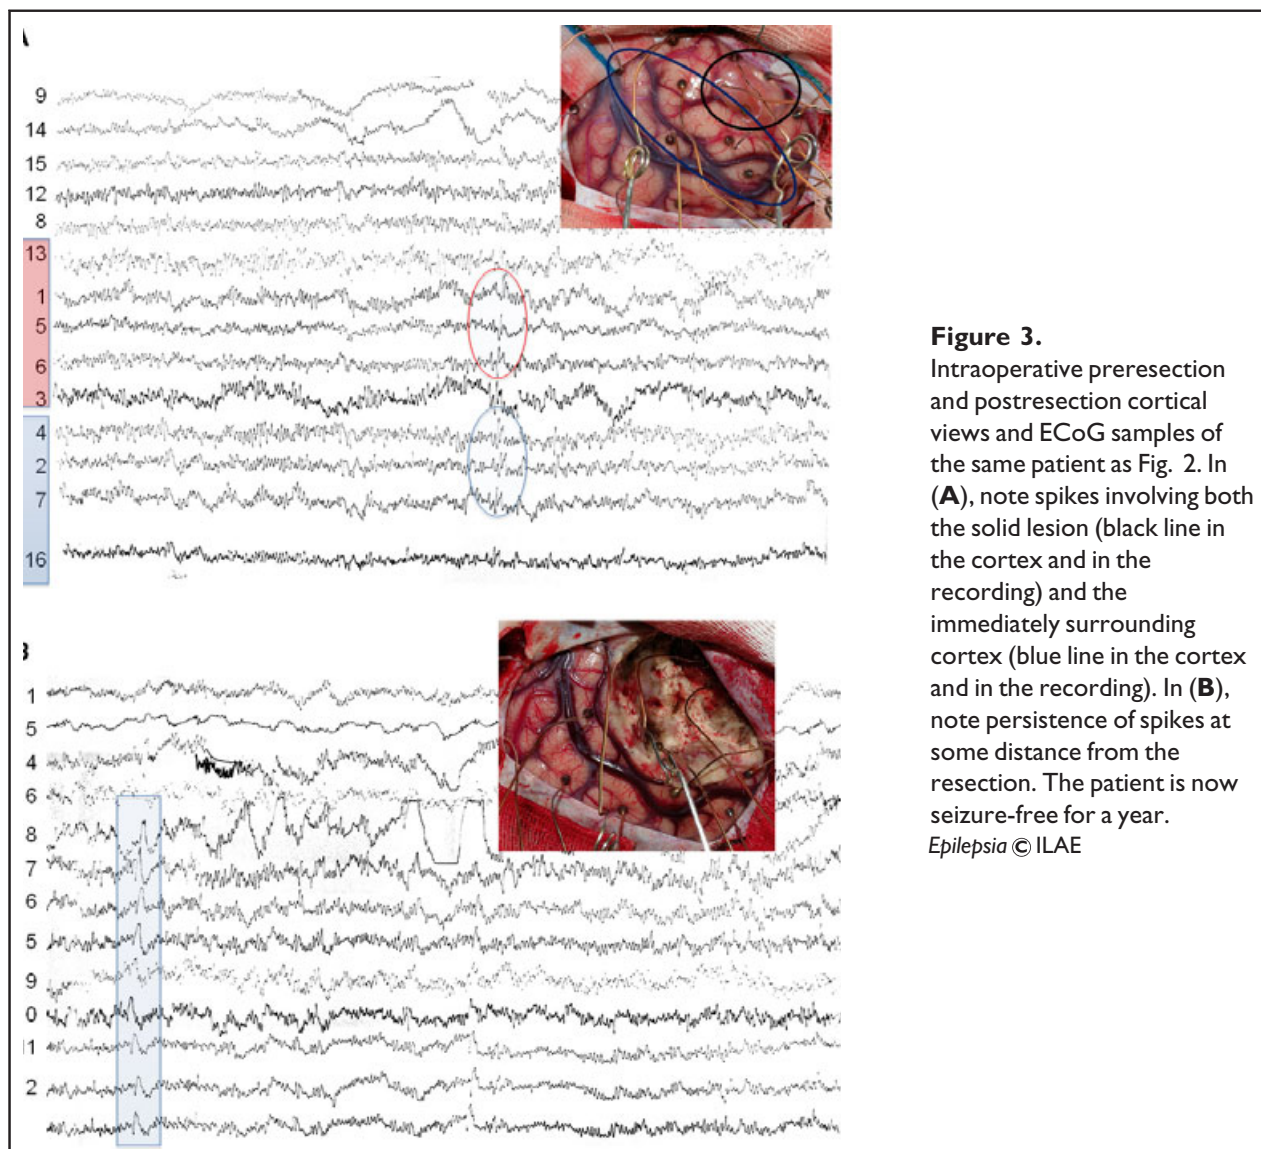 9
14
15
12
8
13
1
5
6
3
4
2
7
16
1
5
4
6
8
7
6
5
9
0
1
2
Figure 3.
Intraoperative preresection
and postresection cortical
views and ECoG samples of
the same patient as Fig. 2. In
(A), note spikes involving both
the solid lesion (black line in
the cortex and in the
recording) and the
immediately surrounding
cortex (blue line in the cortex
and in the recording). In (B),
note persistence of spikes at
some distance from the
resection. The patient is now
seizure-free for a year.
Epilepsia © ILAE